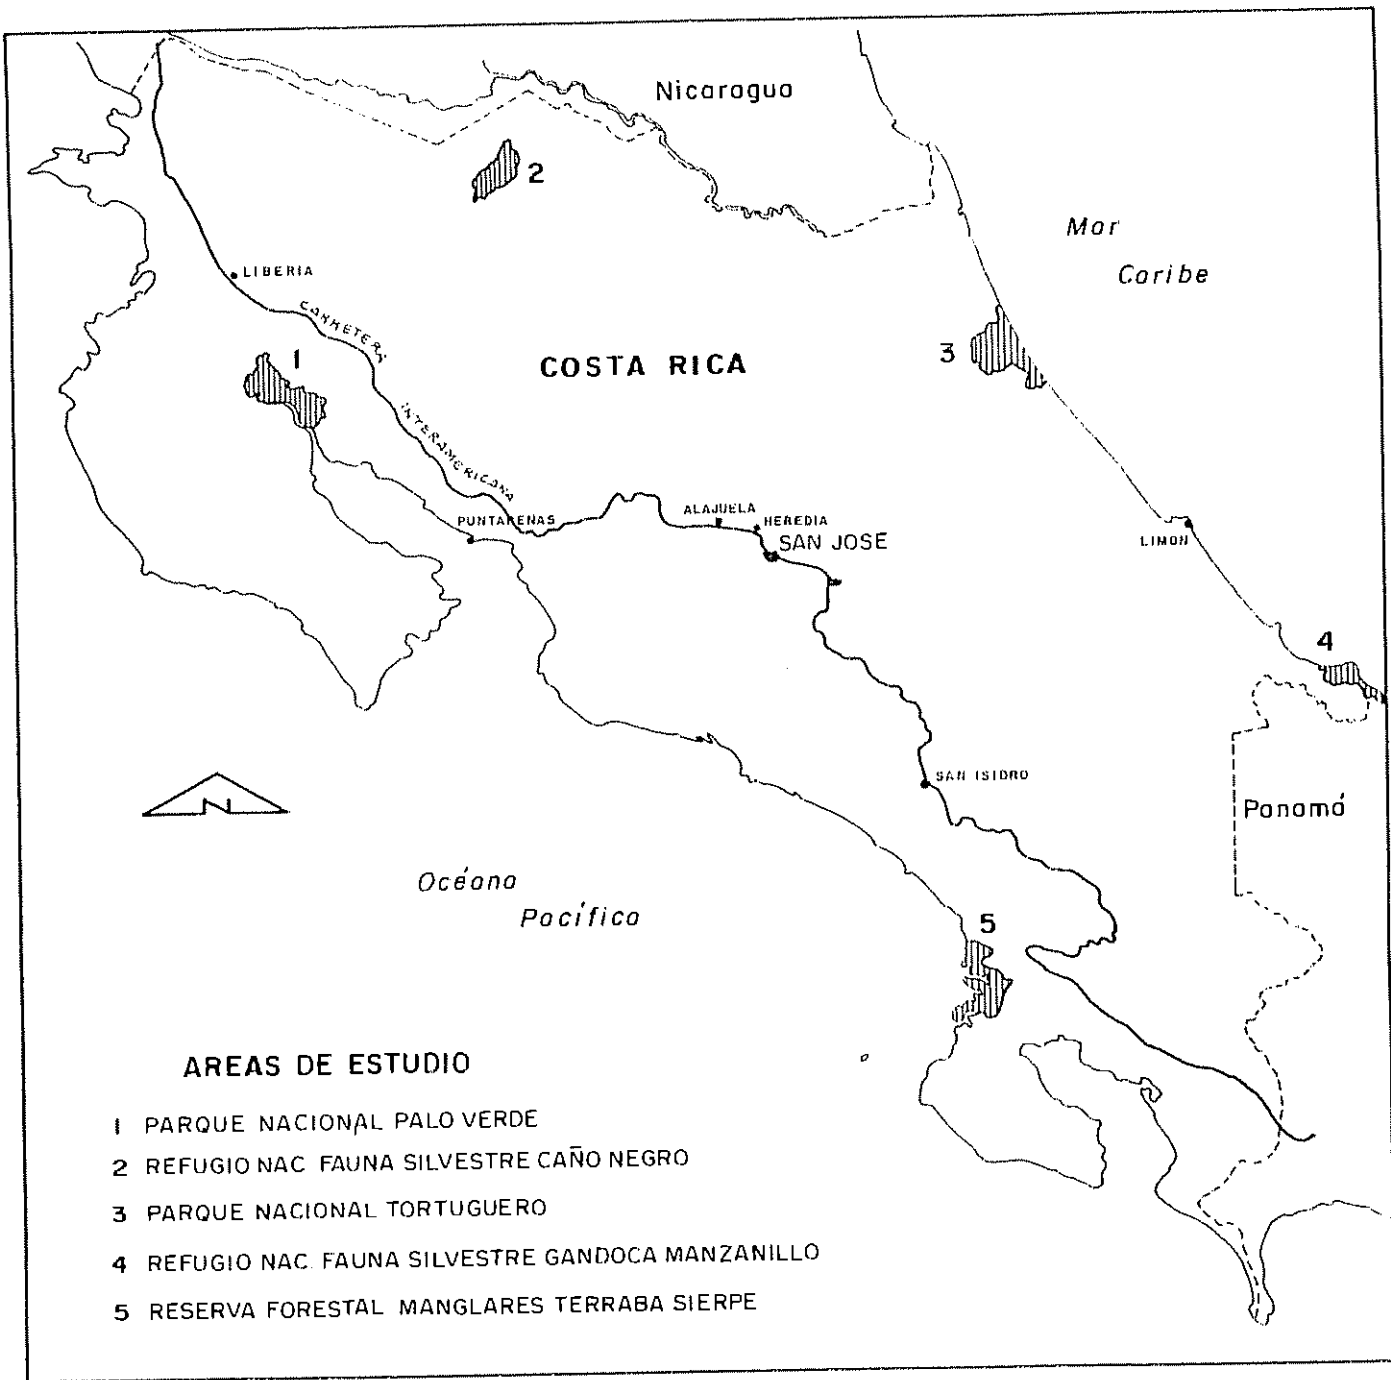 Nicaragua
2
Mar
Caribe
LIBERIA
CARRETERA
1
COSTA RICA
3
INTERAMERICANA
PUNTARENAS
ALAJUELA
HEREDIA
SAN JOSE
LIMON
4
SAN ISIDRO
N
Panamá
Océano
Pacífico
5
AREAS DE ESTUDIO
1 PARQUE NACIONAL PALO VERDE
2 REFUGIO NAC FAUNA SILVESTRE CAÑO NEGRO
3 PARQUE NACIONAL TORTUGUERO
4 REFUGIO NAC. FAUNA SILVESTRE GANDOCA MANZANILLO
5 RESERVA FORESTAL MANGLARES TERRABA SIERPE